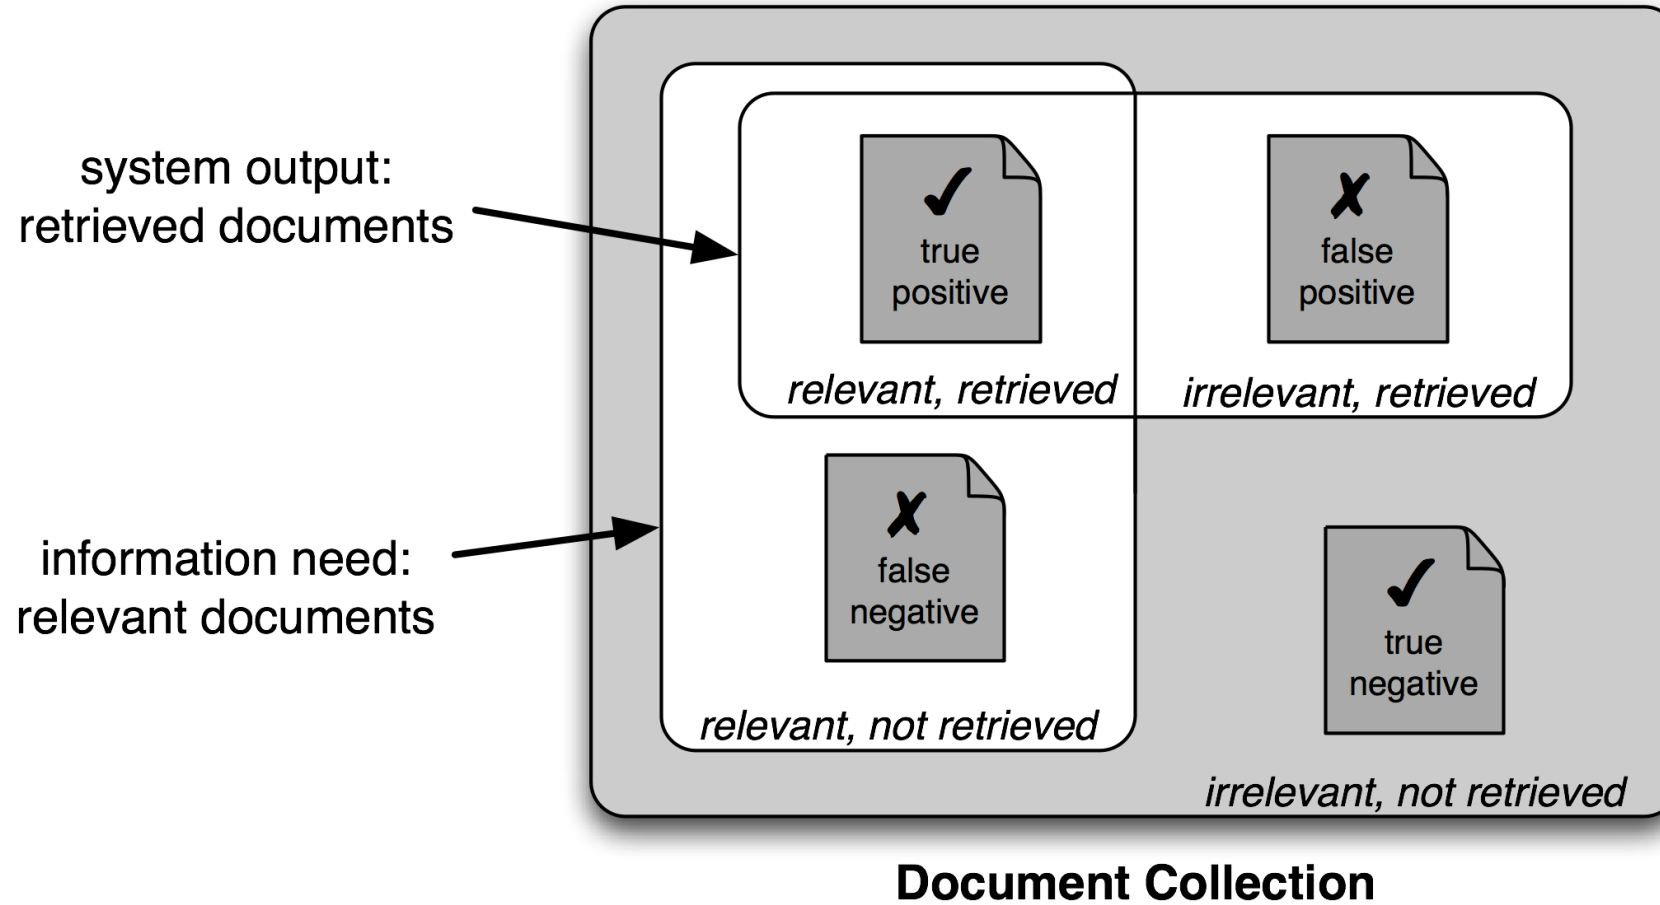 system output:
retrieved documents
true
positive
false
positive
relevant, retrieved
irrelevant, retrieved
information need:
relevant documents
false
negative
true
negative
relevant, not retrieved
irrelevant, not retrieved
Document Collection